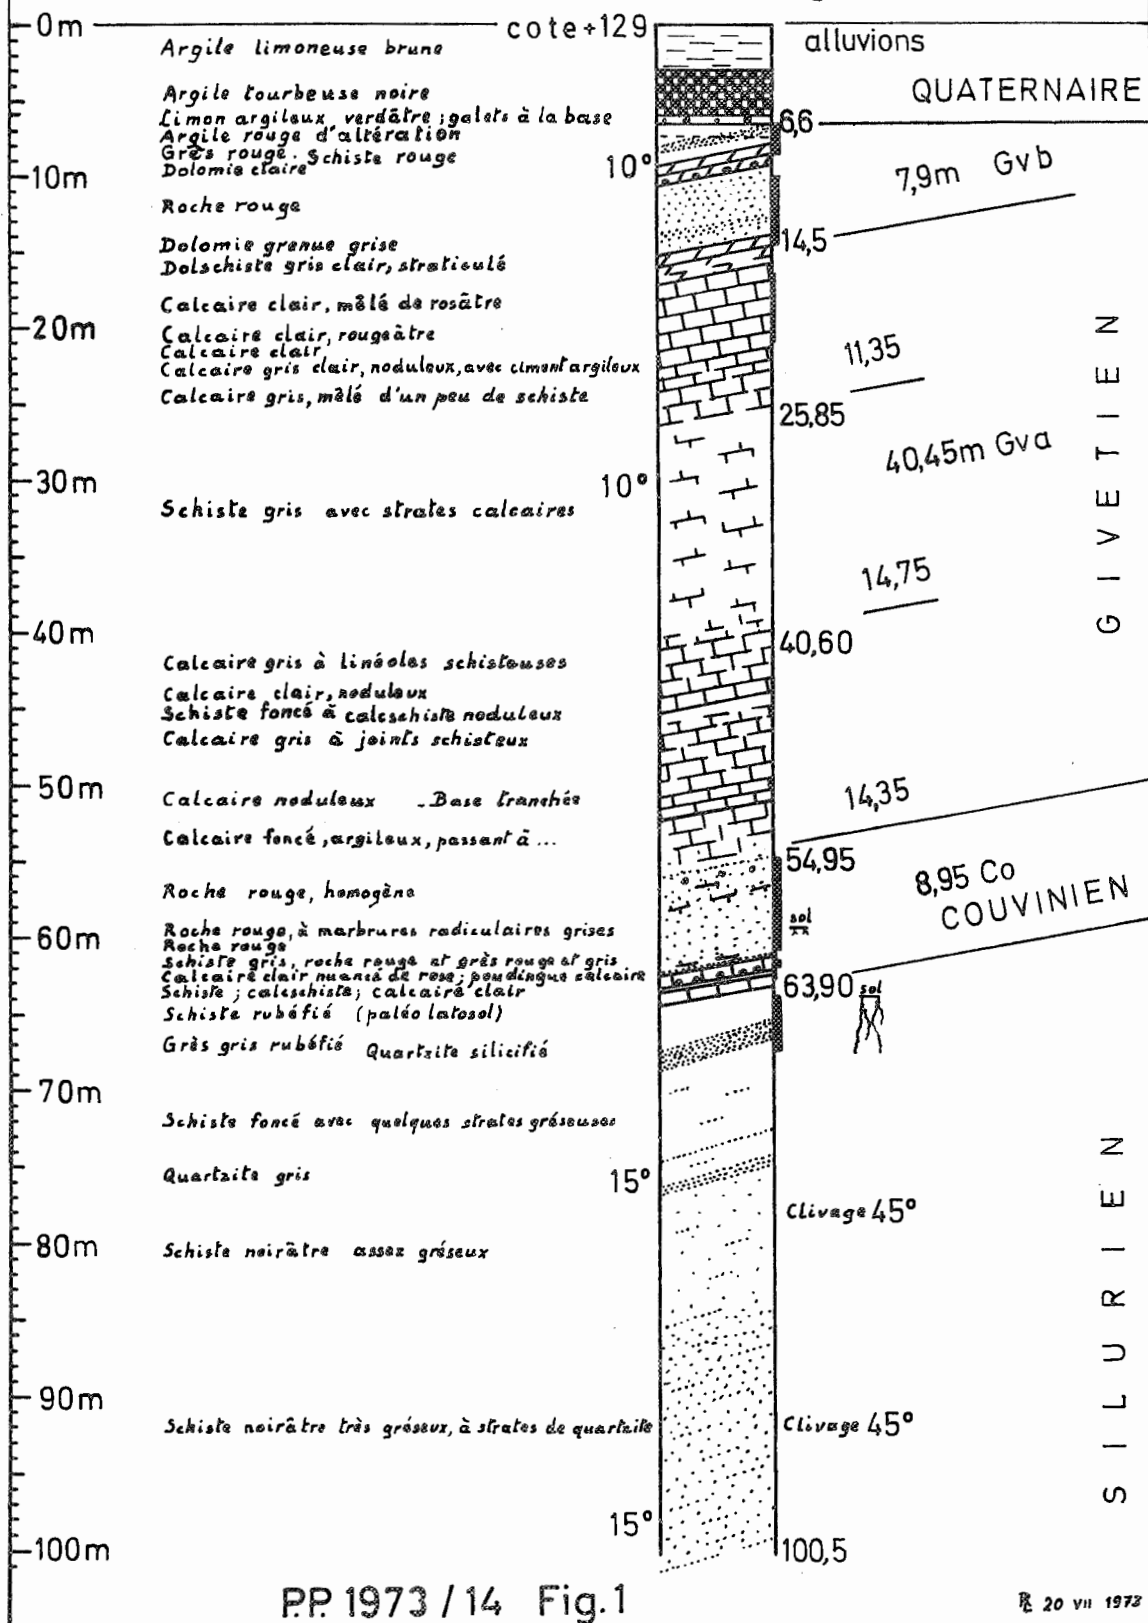 0m
cote +129
alluvions
Argile limoneuse brune
QUATERNAIRE
Argile tourbeuse noire
Limon argileux verdâtre ; galets à la base
6,6
Argile rouge d'altération
Grès rouge. Schiste rouge
10°
Dolomie claire
10m
7,9m Gvb
Roche rouge
14,5
Dolomie grenue grise
Dolschiste gris clair, straticulé
Calcaire clair, mêlé de rosâtre
20m
Calcaire clair, rougeâtre
Calcaire clair
11,35
Calcaire gris clair, noduleux, avec ciment argileux
Calcaire gris, mêlé d'un peu de schiste
25,85
40,45m Gva
GIVETIEN
30m
10°
Schiste gris avec strates calcaires
14,75
40m
40,60
Calcaire gris à linéoles schisteuses
Calcaire clair, noduleux
Schiste foncé à calcschiste noduleux
Calcaire gris à joints schisteux
50m
14,35
Calcaire noduleux - Base tranchée
Calcaire foncé, argileux, passant à ...
54,95
8,95 Co
COUVINIEN
Roche rouge, homogène
sol
Roche rouge, à marbrures radiculaires grises
60m
Roche rouge
Schiste gris, roche rouge et grès rouge et gris
Calcaire clair nuancé de rose ; poudingue calcaire
Schiste ; calcschiste ; calcaire clair
63,90
sol
Schiste rubéfié (paléo latosol)
Grès gris rubéfié Quartzite silicifié
70m
Schiste foncé avec quelques strates gréseuses
Quartzite gris
15°
Clivage 45°
SILURIEN
80m
Schiste noirâtre assez gréseux
90m
Schiste noirâtre très gréseux, à strates de quartzite
Clivage 45°
15°
100m
100,5
P.P. 1973 / 14 Fig.1
20 VII 1973